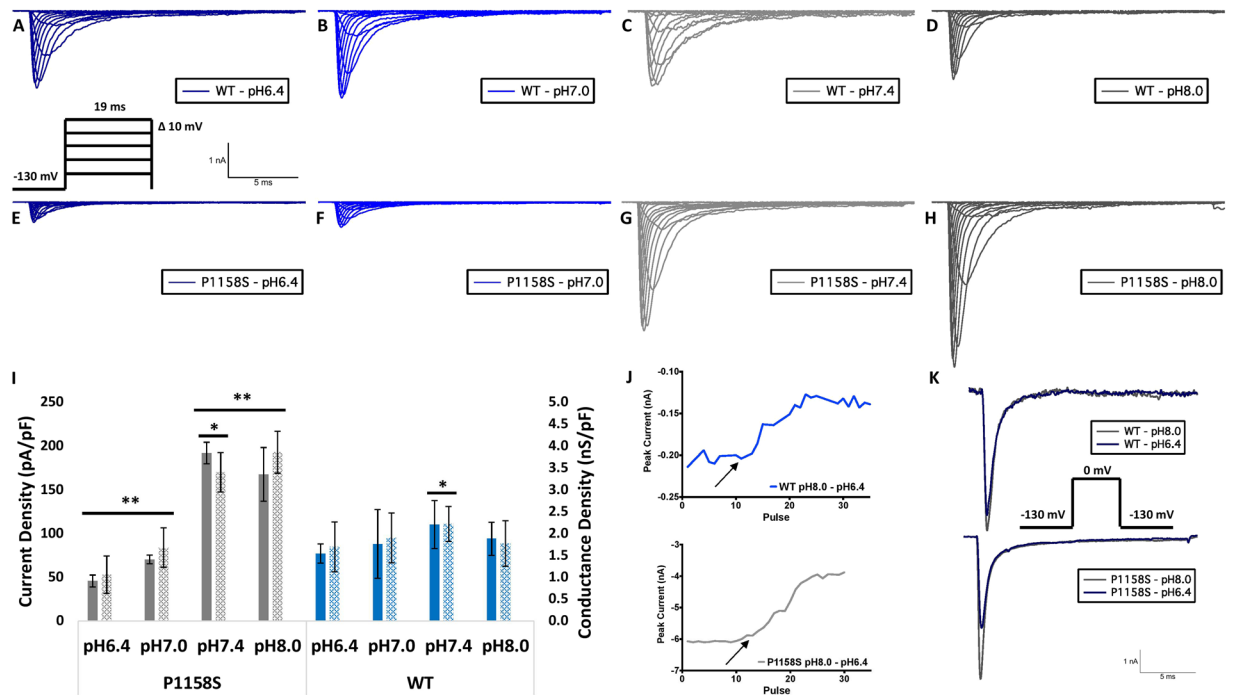 A
B
C
D
WT - pH6.4
WT - pH7.0
WT - pH7.4
WT - pH8.0
19 ms
Δ 10 mV
-130 mV
1 nA
5 ms
E
F
G
H
P1158S - pH6.4
P1158S - pH7.0
P1158S - pH7.4
P1158S - pH8.0
I
Current Density (pA/pF)
250
200
150
100
50
0
**
**
*
*
5.0
4.5
4.0
3.5
3.0
2.5
2.0
1.5
1.0
0.5
0.0
Conductance Density (nS/pF)
pH6.4 pH7.0 pH7.4 pH8.0 pH6.4 pH7.0 pH7.4 pH8.0
P1158S WT
J
Peak Current (nA)
-0.10
-0.15
-0.20
-0.25
0 10 20 30
WT pH8.0 - pH6.4
Pulse
Peak Current (nA)
-3
-4
-5
-6
-7
0 10 20 30
P1158S pH8.0 - pH6.4
Pulse
K
WT - pH8.0
WT - pH6.4
0 mV
-130 mV -130 mV
P1158S - pH8.0
P1158S - pH6.4
1 nA
5 ms